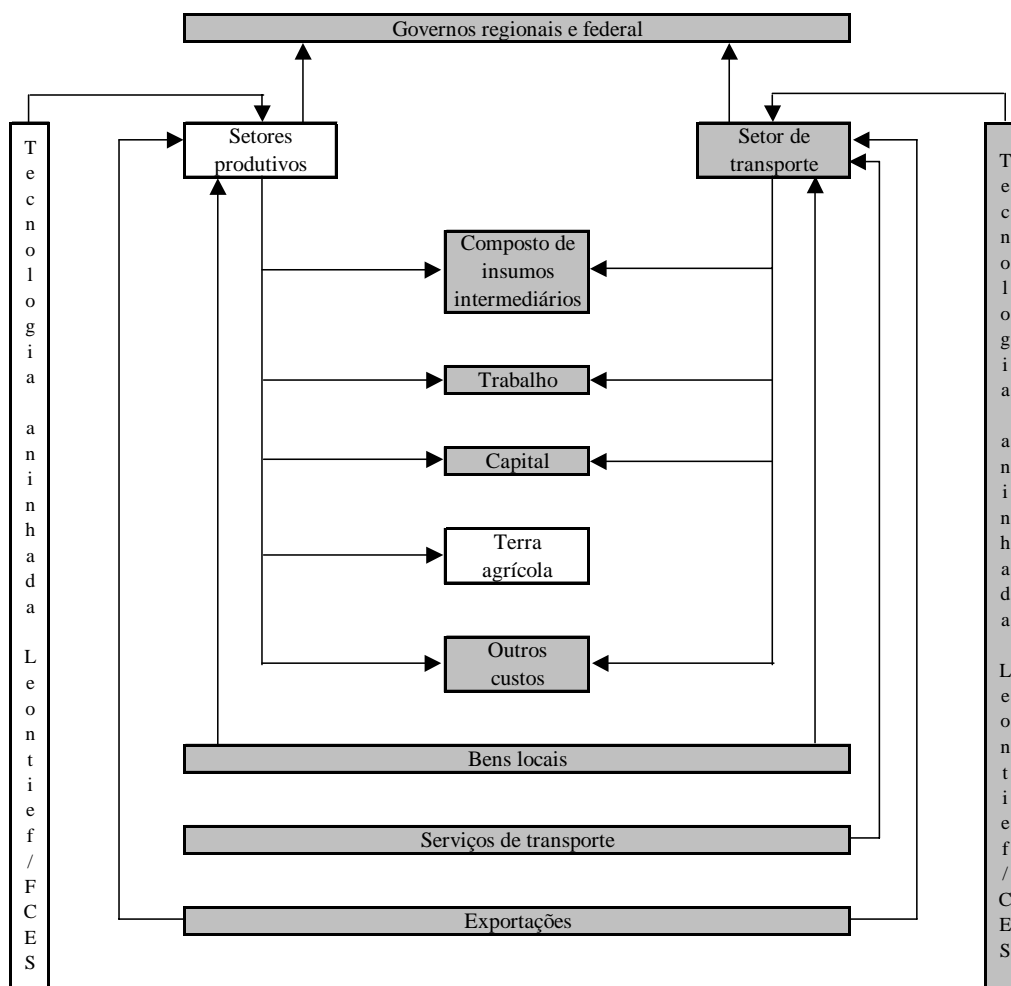 Governos regionais e federal
Tecnologia aninhada Leontief/FCES
Setores
produtivos
Setor de
transporte
Tecnologia aninhada Leontief/CES
Composto de
insumos
intermediários
Trabalho
Capital
Terra
agrícola
Outros
custos
Bens locais
Serviços de transporte
Exportações